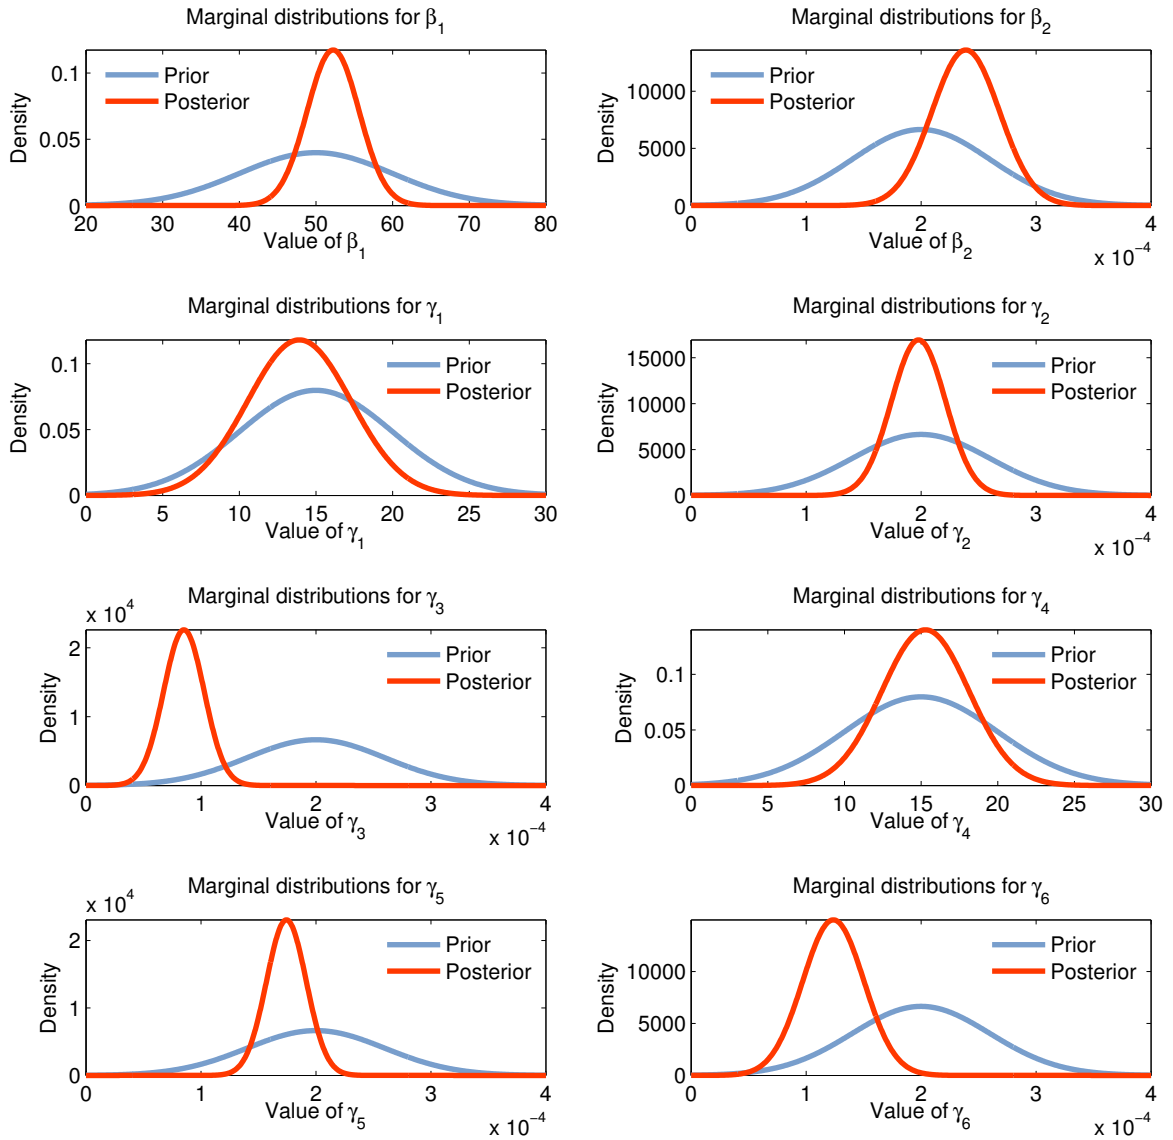 Marginal distributions for β1
Density
0.1
0.05
0
Prior
Posterior
20 30 40 50 60 70 80
Value of β1
Marginal distributions for β2
Density
10000
5000
0
Prior
Posterior
0 1 2 3 4
Value of β2
x 10−4
Marginal distributions for γ1
Density
0.1
0.05
0
Prior
Posterior
0 5 10 15 20 25 30
Value of γ1
Marginal distributions for γ2
Density
15000
10000
5000
0
Prior
Posterior
0 1 2 3 4
Value of γ2
x 10−4
Marginal distributions for γ3
x 104
Density
2
1
0
Prior
Posterior
0 1 2 3 4
Value of γ3
x 10−4
Marginal distributions for γ4
Density
0.1
0.05
0
Prior
Posterior
0 5 10 15 20 25 30
Value of γ4
Marginal distributions for γ5
x 104
Density
2
1
0
Prior
Posterior
0 1 2 3 4
Value of γ5
x 10−4
Marginal distributions for γ6
Density
10000
5000
0
Prior
Posterior
0 1 2 3 4
Value of γ6
x 10−4